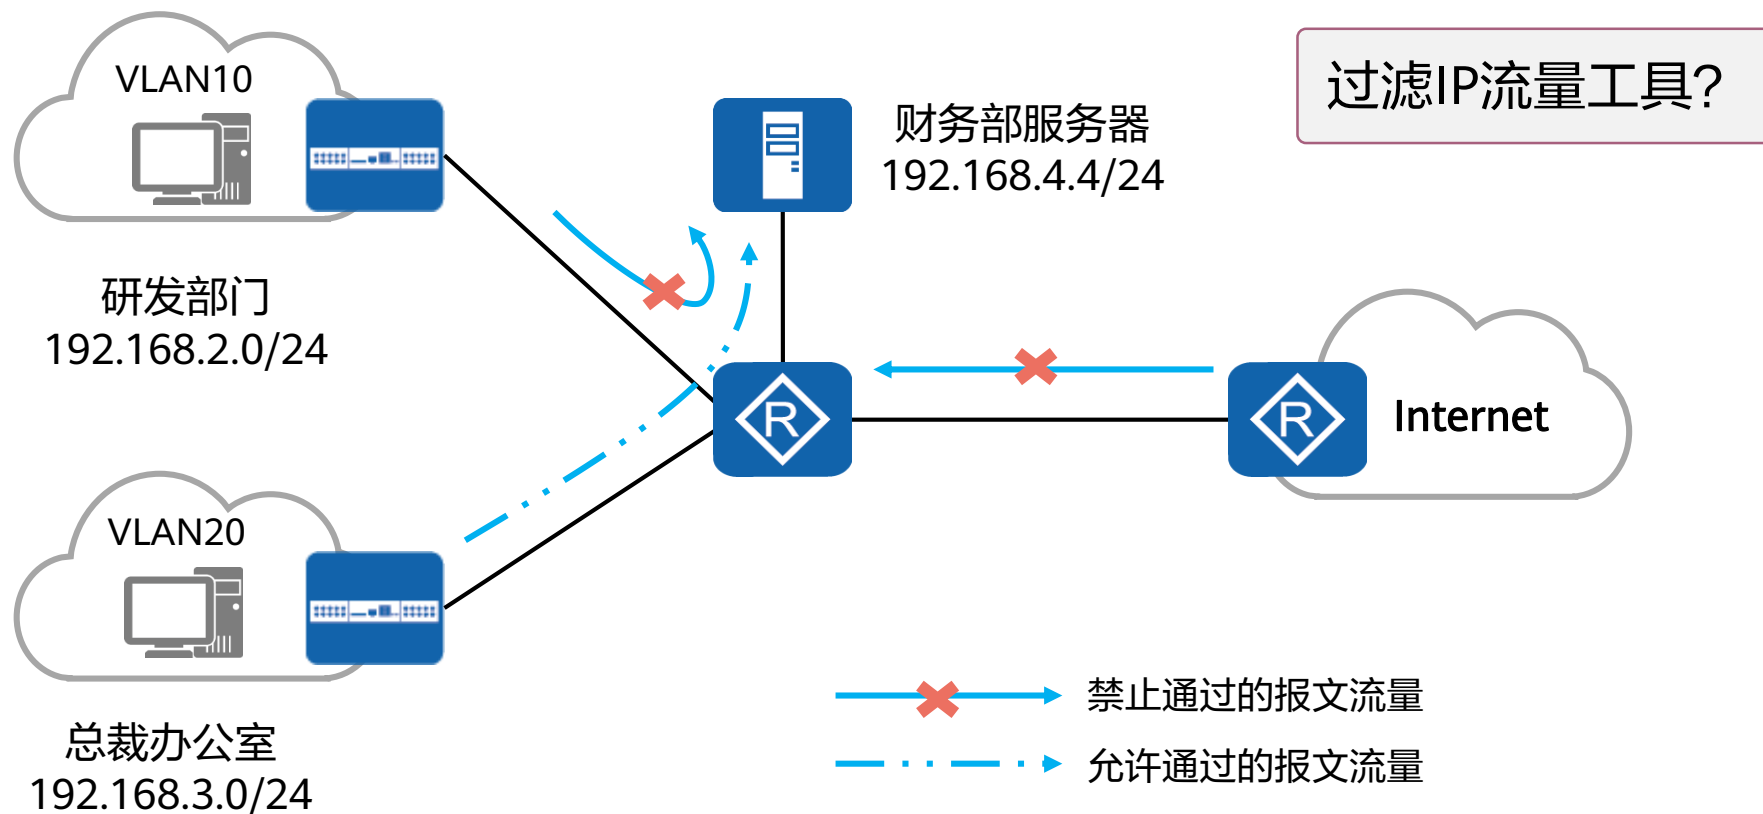 VLAN10
研发部门
192.168.2.0/24
财务部服务器
192.168.4.4/24
过滤IP流量工具?
R
R
Internet
VLAN20
总裁办公室
192.168.3.0/24
禁止通过的报文流量
允许通过的报文流量